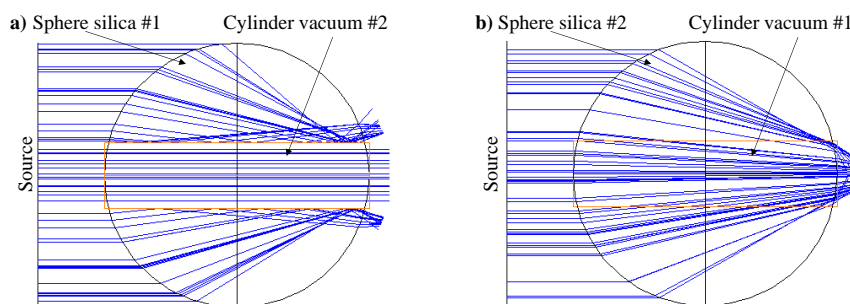 a) Sphere silica #1
Cylinder vacuum #2
Source
b) Sphere silica #2
Cylinder vacuum #1
Source